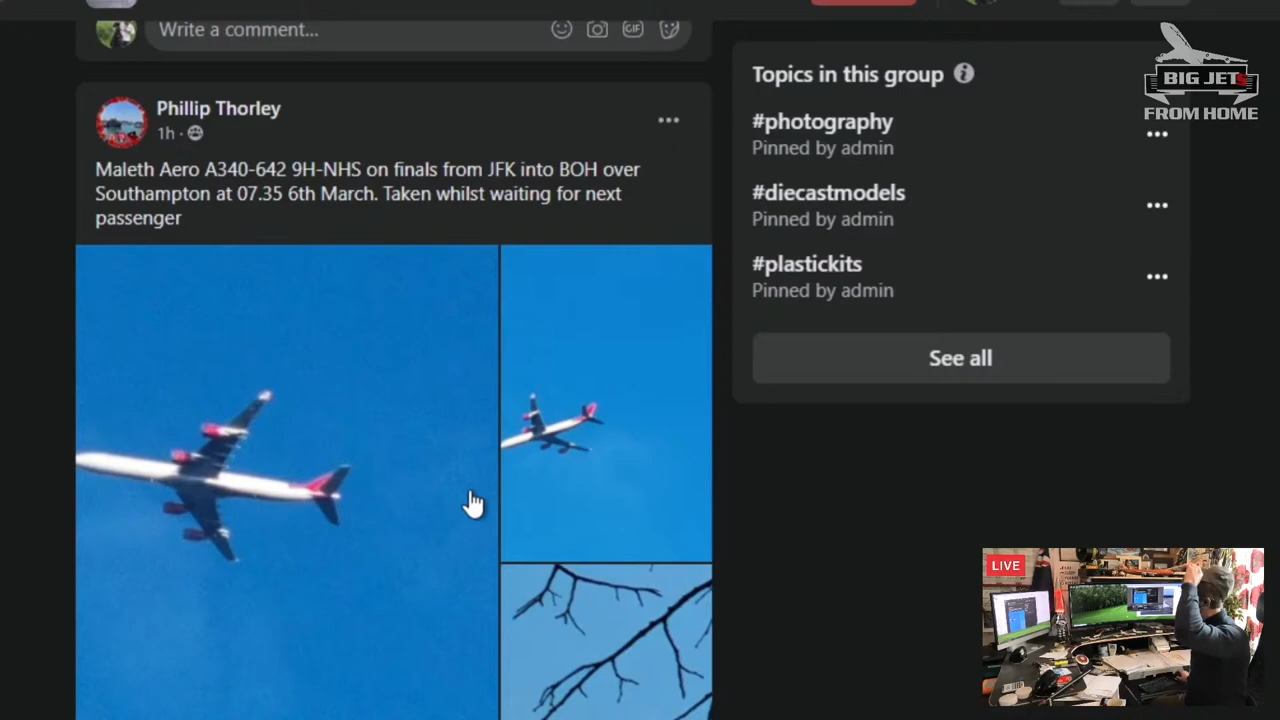 Write a comment...
GIF
Phillip Thorley
1h ·
Maleth Aero A340-642 9H-NHS on finals from JFK into BOH over
Southampton at 07.35 6th March. Taken whilst waiting for next
passenger
Topics in this group
#photography
Pinned by admin
#diecastmodels
Pinned by admin
#plastickits
Pinned by admin
See all
BIG JETS
FROM HOME
LIVE